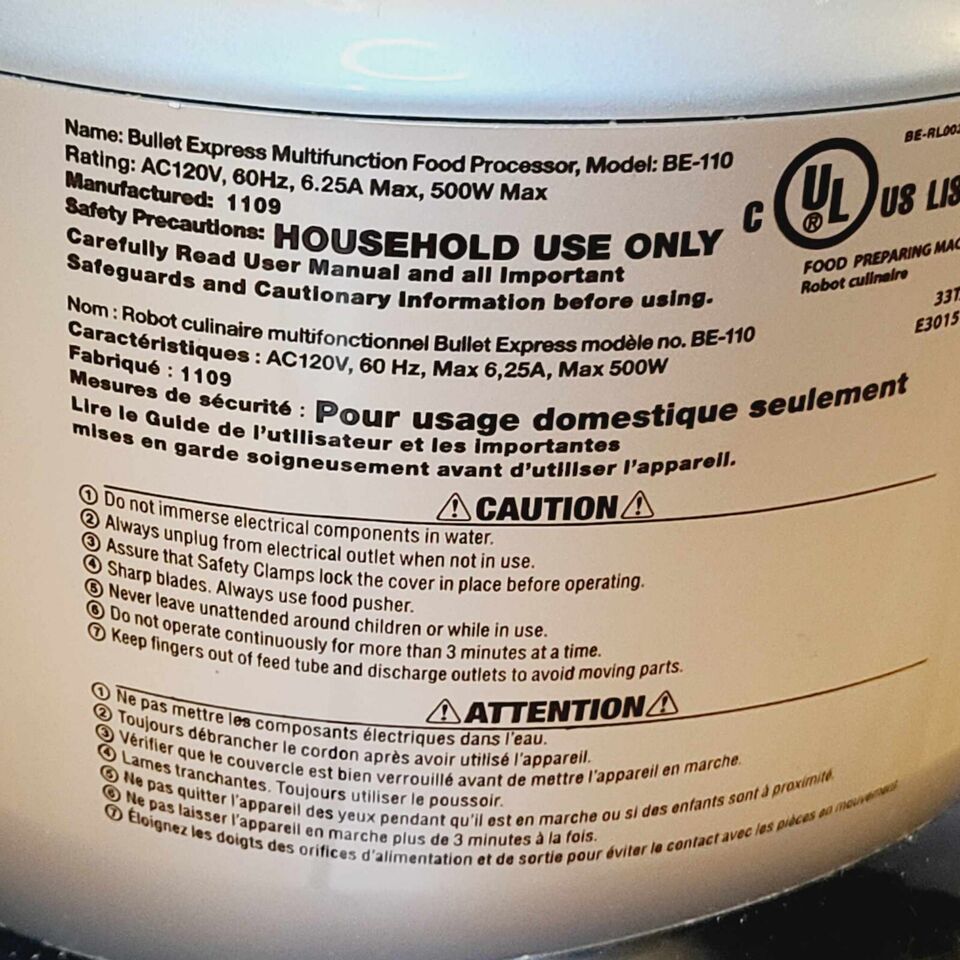 Name: Bullet Express Multifunction Food Processor, Model: BE-110
Rating: AC120V, 60Hz, 6.25A Max, 500W Max
Manufactured: 1109
Safety Precautions: HOUSEHOLD USE ONLY
Carefully Read User Manual and all Important
Safeguards and Cautionary Information before using.
BE-RL00
C UL ® US LIS
FOOD PREPARING MAC
Robot culinaire
33T
E3015
Nom : Robot culinaire multifonctionnel Bullet Express modèle no. BE-110
Caractéristiques : AC120V, 60 Hz, Max 6,25A, Max 500W
Fabriqué : 1109
Mesures de sécurité : Pour usage domestique seulement
Lire le Guide de l'utilisateur et les importantes
mises en garde soigneusement avant d'utiliser l'appareil.
⚠CAUTION⚠
① Do not immerse electrical components in water.
② Always unplug from electrical outlet when not in use.
③ Assure that Safety Clamps lock the cover in place before operating.
④ Sharp blades. Always use food pusher.
⑤ Never leave unattended around children or while in use.
⑥ Do not operate continuously for more than 3 minutes at a time.
⑦ Keep fingers out of feed tube and discharge outlets to avoid moving parts.
⚠ATTENTION⚠
① Ne pas mettre les composants électriques dans l'eau.
② Toujours débrancher le cordon après avoir utilisé l'appareil.
③ Vérifier que le couvercle est bien verrouillé avant de mettre l'appareil en marche.
④ Lames tranchantes. Toujours utiliser le poussoir.
⑤ Ne pas quitter l'appareil des yeux pendant qu'il est en marche ou si des enfants sont à proximité.
⑥ Ne pas laisser l'appareil en marche plus de 3 minutes à la fois.
⑦ Éloignez les doigts des orifices d'alimentation et de sortie pour éviter le contact avec les pièces en mouvement.